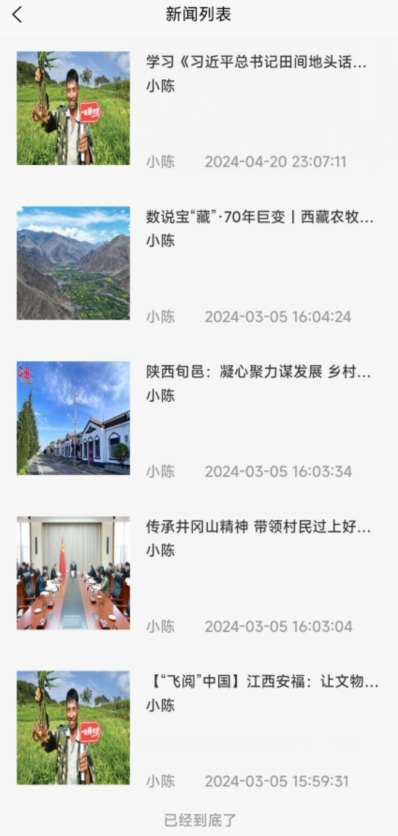 新闻列表
学习《习近平总书记田间地头话...
小陈
小陈 2024-04-20 23:07:11
数说宝“藏”·70年巨变丨西藏农牧...
小陈
小陈 2024-03-05 16:04:24
陕西旬邑：凝心聚力谋发展 乡村...
小陈
小陈 2024-03-05 16:03:34
传承井冈山精神 带领村民过上好...
小陈
小陈 2024-03-05 16:03:04
【“飞阅”中国】江西安福：让文物...
小陈
小陈 2024-03-05 15:59:31
已经到底了